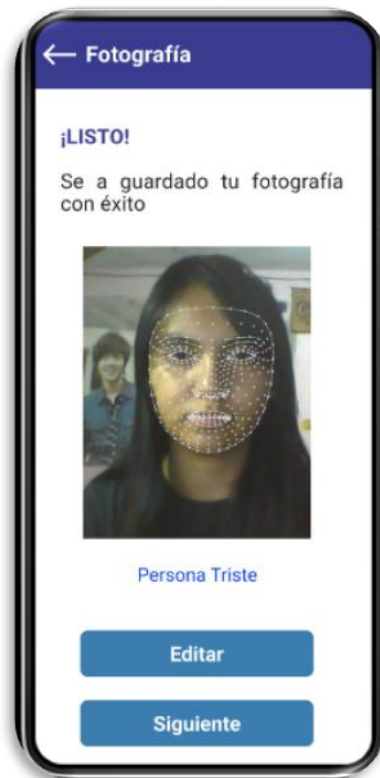 ← Fotografía
¡LISTO!
Se a guardado tu fotografía
con éxito
Persona Triste
Editar
Siguiente